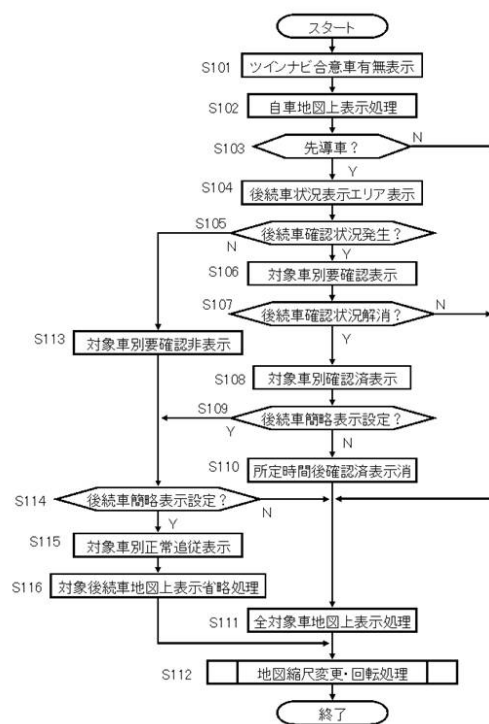 スタート
S101 ツインナビ合意車有無表示
S102 自車地図上表示処理
S103 先導車? N
Y
S104 後続車状況表示エリア表示
S105 後続車確認状況発生?
N Y
S106 対象車別要確認表示
S107 後続車確認状況解消? N
Y
S113 対象車別要確認非表示
S108 対象車別確認済表示
S109 後続車簡略表示設定?
Y N
S110 所定時間後確認済表示消
S114 後続車簡略表示設定? N
Y
S115 対象車別正常追従表示
S116 対象後続車地図上表示省略処理
S111 全対象車地図上表示処理
S112 地図縮尺変更・回転処理
終了